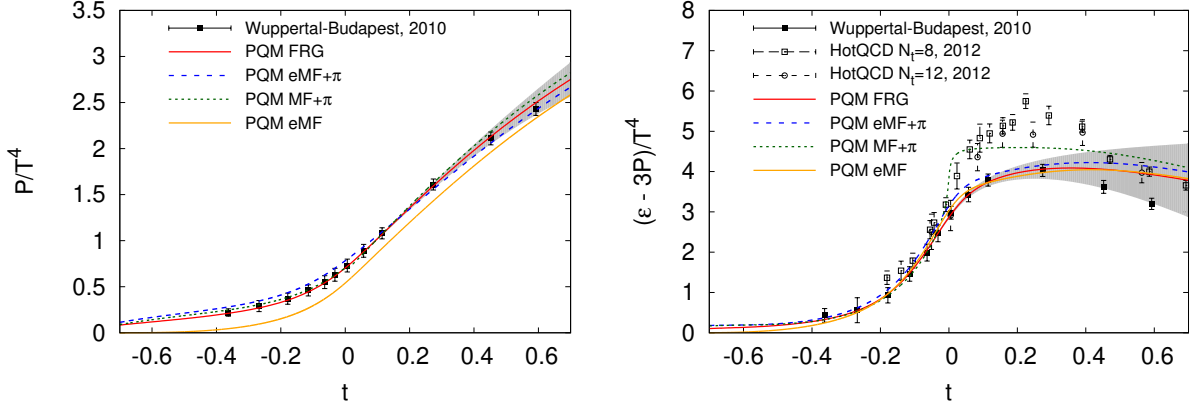 3.5
3
2.5
2
1.5
1
0.5
0
P/T^4
-0.6 -0.4 -0.2 0 0.2 0.4 0.6
t
Wuppertal-Budapest, 2010
PQM FRG
PQM eMF+π
PQM MF+π
PQM eMF
8
7
6
5
4
3
2
1
0
(ε - 3P)/T^4
-0.6 -0.4 -0.2 0 0.2 0.4 0.6
t
Wuppertal-Budapest, 2010
HotQCD N_t=8, 2012
HotQCD N_t=12, 2012
PQM FRG
PQM eMF+π
PQM MF+π
PQM eMF